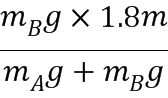 m_B g × 1.8m
m_A g + m_B g